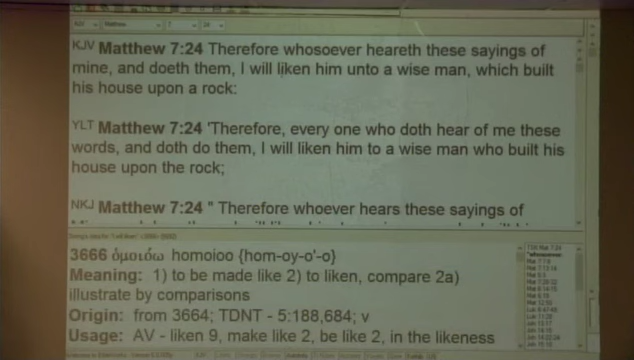 KJV Matthew 7:24 Therefore whosoever heareth these sayings of
mine, and doeth them, I will liken him unto a wise man, which built
his house upon a rock:
YLT Matthew 7:24 'Therefore, every one who doth hear of me these
words, and doth do them, I will liken him to a wise man who built his
house upon the rock;
NKJ Matthew 7:24 " Therefore whoever hears these sayings of
3666 ὁμοιόω homoioo {hom-oy-o'-o}
Meaning: 1) to be made like 2) to liken, compare 2a)
illustrate by comparisons
Origin: from 3664; TDNT - 5:188,684; v
Usage: AV - liken 9, make like 2, be like 2, in the likeness